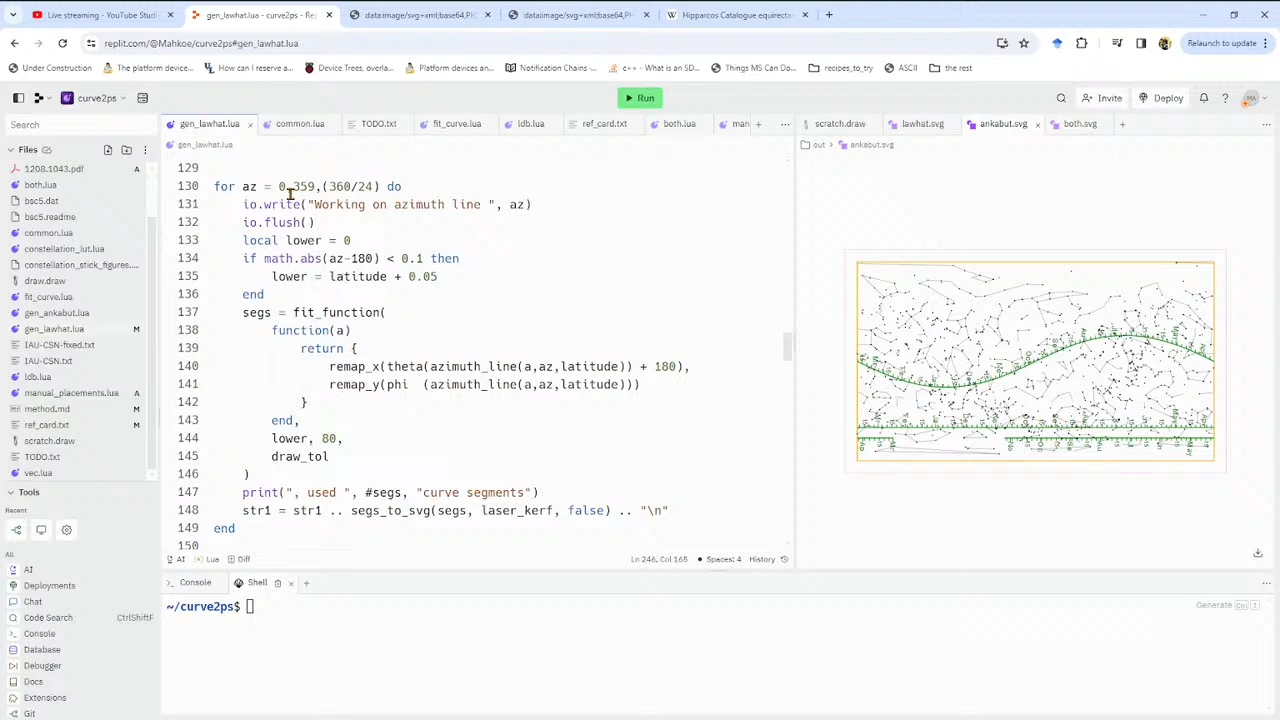 Live streaming - YouTube Studi
gen_lawhat.lua - curve2ps - Rep
data:image/svg+xml;base64,PH
data:image/svg+xml;base64,PH
Hipparcos Catalogue equirecta
replit.com/@Mahkoe/curve2ps#gen_lawhat.lua
Relaunch to update
Under Construction
The platform device...
How can I reserve a...
Device Trees, overla...
Platform devices an...
Notification Chains -...
c++ - What is an SD...
Things MS Can Do...
recipes_to_try
ASCII
the rest
curve2ps
Run
Invite
Deploy
MA
Search
gen_lawhat.lua
common.lua
TODO.txt
fit_curve.lua
ldb.lua
ref_card.txt
both.lua
man
scratch.draw
lawhat.svg
ankabut.svg
both.svg
Files
gen_lawhat.lua
out / ankabut.svg
1208.1043.pdf
both.lua
bsc5.dat
bsc5.readme
common.lua
constellation_iut.lua
constellation_stick_figures....
draw.draw
fit_curve.lua
gen_ankabut.lua
gen_lawhat.lua M
IAU-CSN-fixed.txt
IAU-CSN.txt
ldb.lua
manual_placements.lua A
method.md
ref_card.txt M
scratch.draw
TODO.txt
vec.lua
Tools
Recent
All
AI
Deployments
Chat
Code Search CtrlShiftF
Console
Database
Debugger
Docs
Extensions
Git
129
130 for az = 0,359,(360/24) do
131 io.write("Working on azimuth line ", az)
132 io.flush()
133 local lower = 0
134 if math.abs(az-180) < 0.1 then
135 lower = latitude + 0.05
136 end
137 segs = fit_function(
138 function(a)
139 return {
140 remap_x(theta(azimuth_line(a,az,latitude)) + 180),
141 remap_y(phi (azimuth_line(a,az,latitude)))
142 }
143 end,
144 lower, 80,
145 draw_tol
146 )
147 print(", used ", #segs, "curve segments")
148 str1 = str1 .. segs_to_svg(segs, laser_kerf, false) .. "\n"
149 end
150
AI
Lua
Diff
Ln 246, Col 165
Spaces: 4
History
Console
Shell
~/curve2ps$
Generate Ctrl I